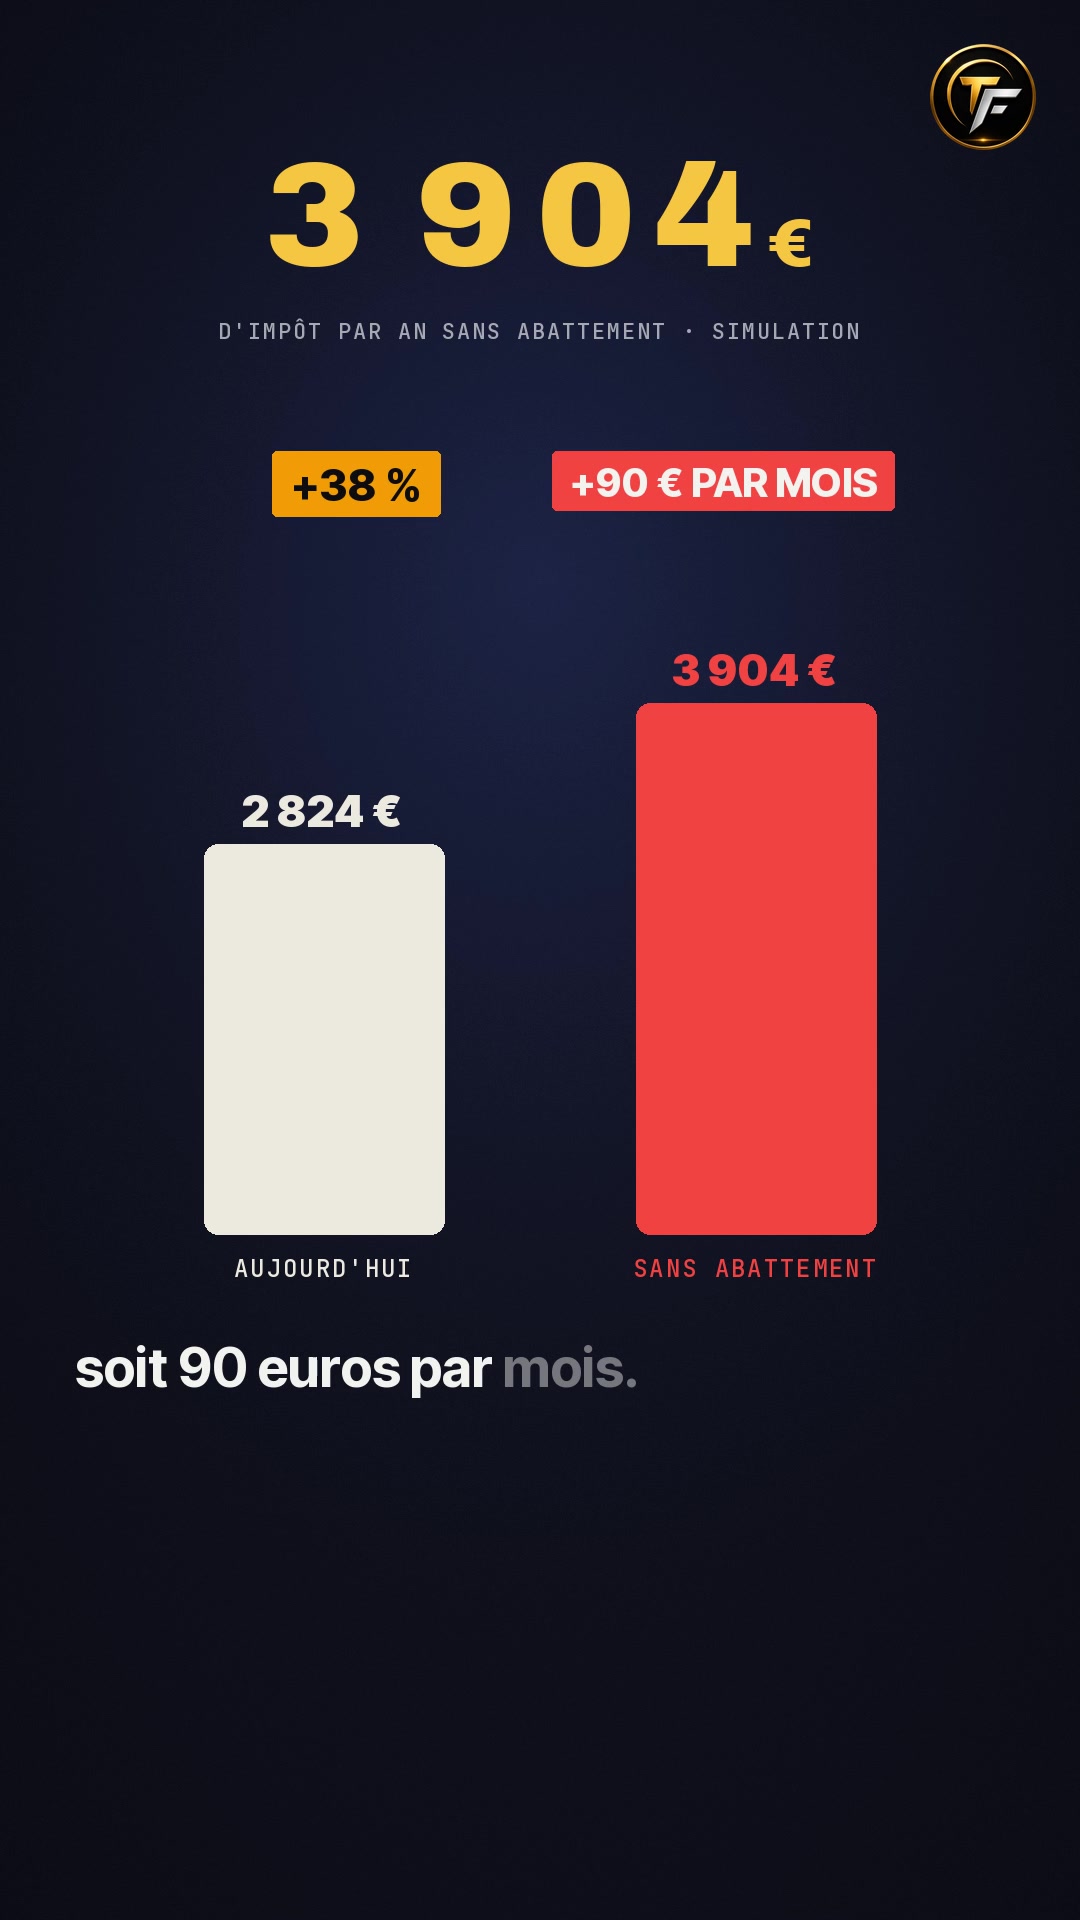 TF
3 904 €
D'IMPÔT PAR AN SANS ABATTEMENT · SIMULATION
+38 %
+90 € PAR MOIS
3 904 €
2 824 €
AUJOURD'HUI
SANS ABATTEMENT
soit 90 euros par mois.